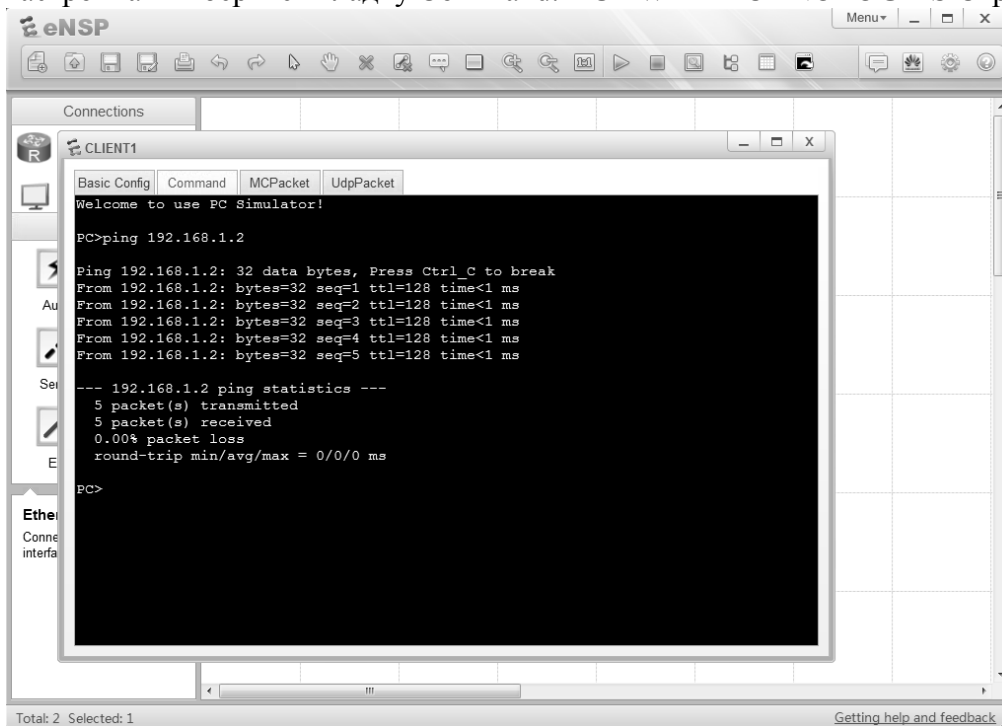 eNSP
Menu
Connections
R
CLIENT1
Basic Config Command MCPacket UdpPacket
Welcome to use PC Simulator!
PC>ping 192.168.1.2
Ping 192.168.1.2: 32 data bytes, Press Ctrl_C to break
From 192.168.1.2: bytes=32 seq=1 ttl=128 time<1 ms
From 192.168.1.2: bytes=32 seq=2 ttl=128 time<1 ms
From 192.168.1.2: bytes=32 seq=3 ttl=128 time<1 ms
From 192.168.1.2: bytes=32 seq=4 ttl=128 time<1 ms
From 192.168.1.2: bytes=32 seq=5 ttl=128 time<1 ms
--- 192.168.1.2 ping statistics ---
5 packet(s) transmitted
5 packet(s) received
0.00% packet loss
round-trip min/avg/max = 0/0/0 ms
PC>
Au
Ser
E
Ether
Conne
interfa
Total: 2 Selected: 1
Getting help and feedback